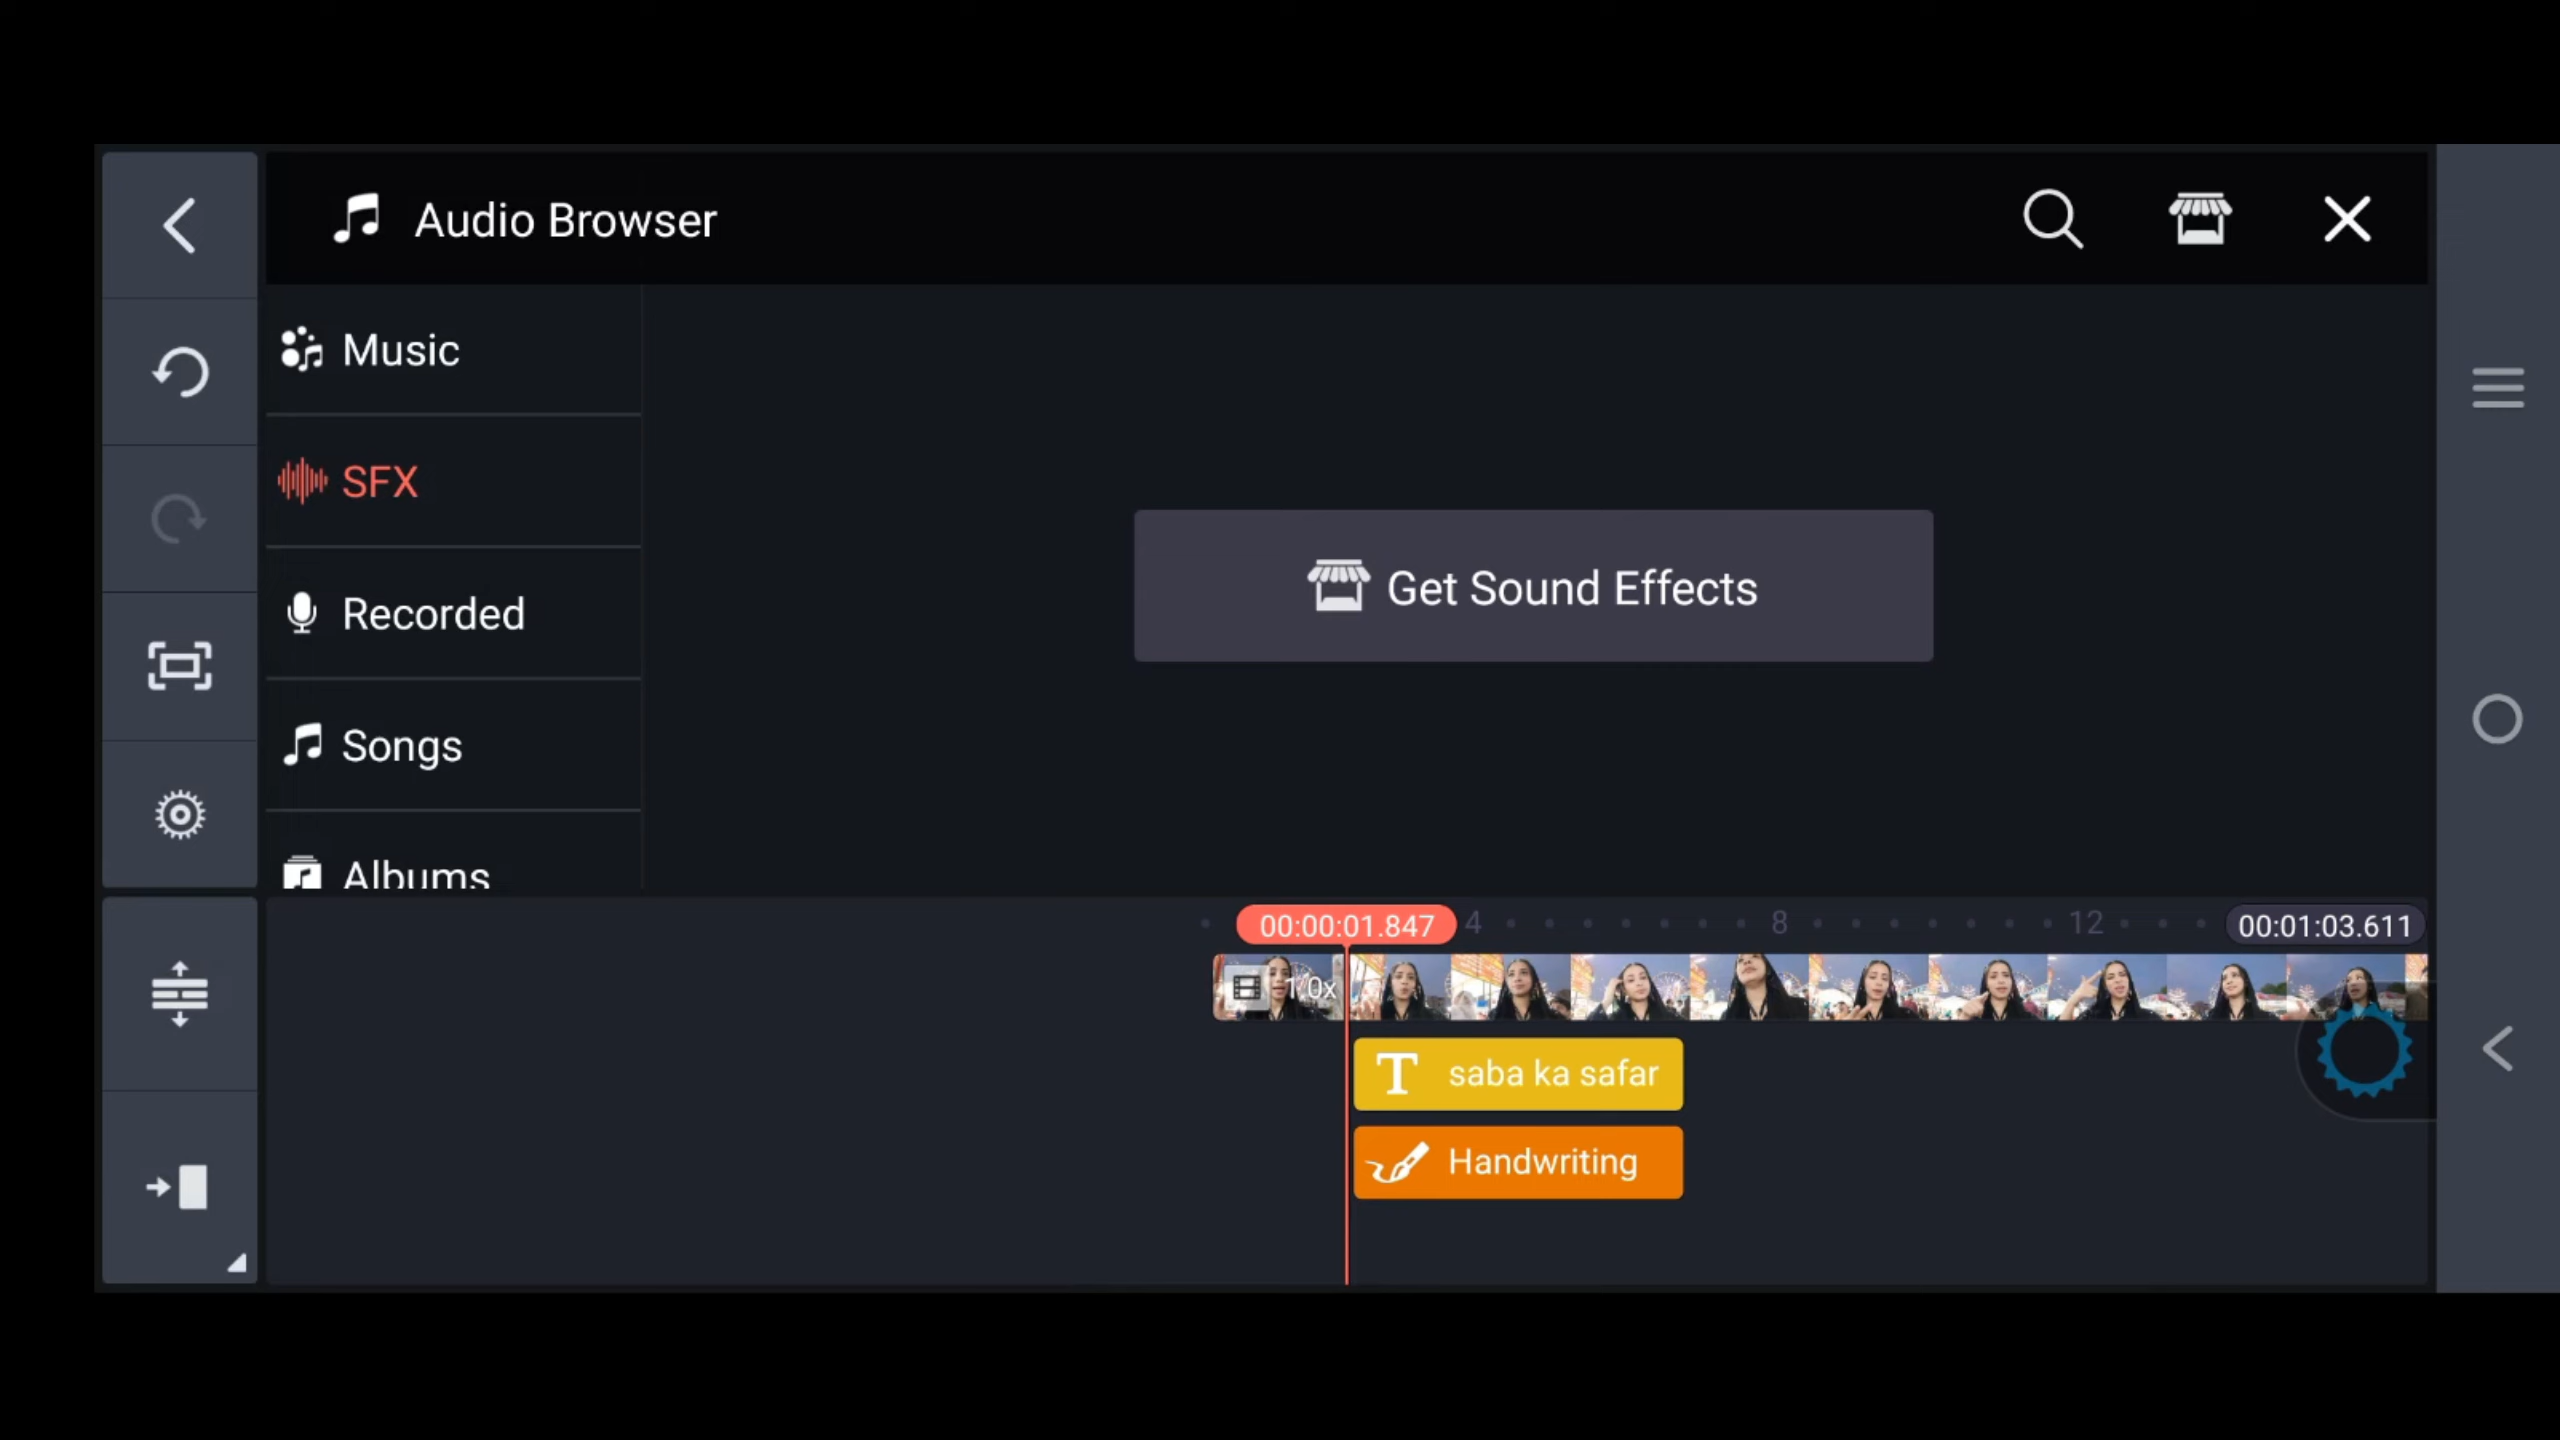 Audio Browser
Music
SFX
Recorded
Songs
Albums
Get Sound Effects
00:00:01.847
4
8
12
00:01:03.611
1.0x
saba ka safar
Handwriting